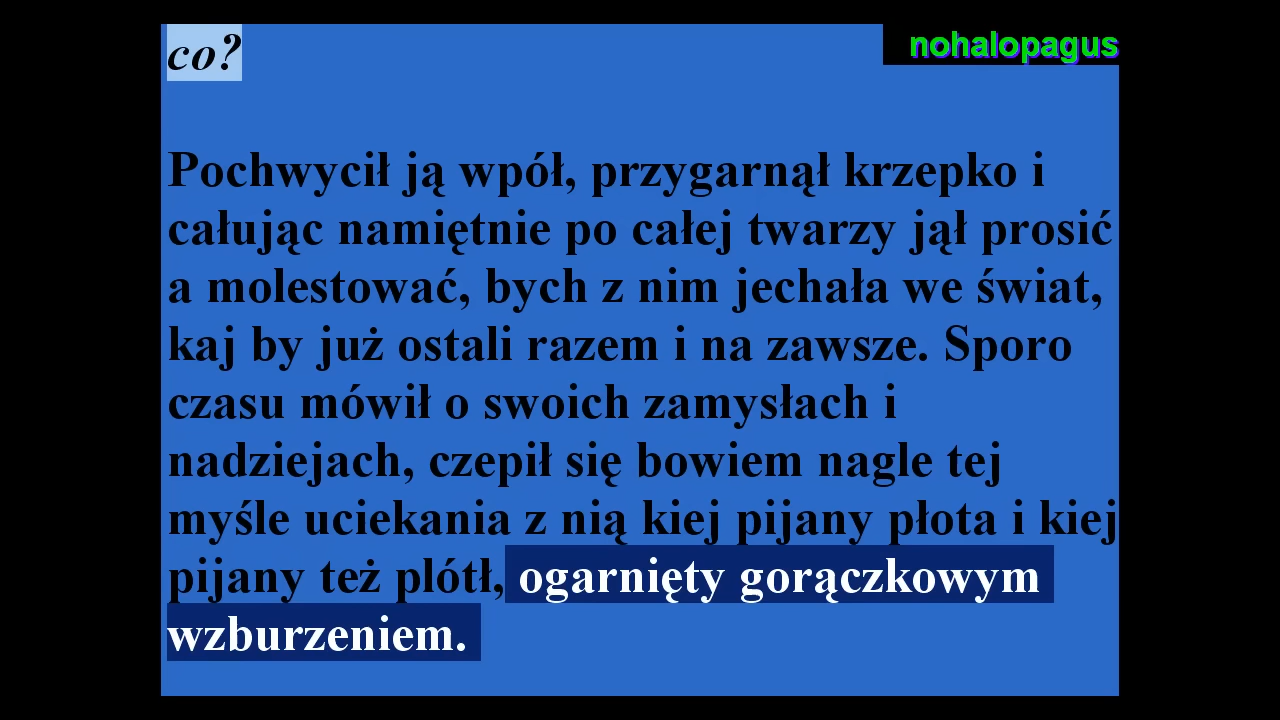 co?
nohalopagus
Pochwycił ją wpół, przygarnął krzepko i
całując namiętnie po całej twarzy jął prosić
a molestować, bych z nim jechała we świat,
kaj by już ostali razem i na zawsze. Sporo
czasu mówił o swoich zamysłach i
nadziejach, czepił się bowiem nagle tej
myśle uciekania z nią kiej pijany płota i kiej
pijany też plótł, ogarnięty gorączkowym
wzburzeniem.